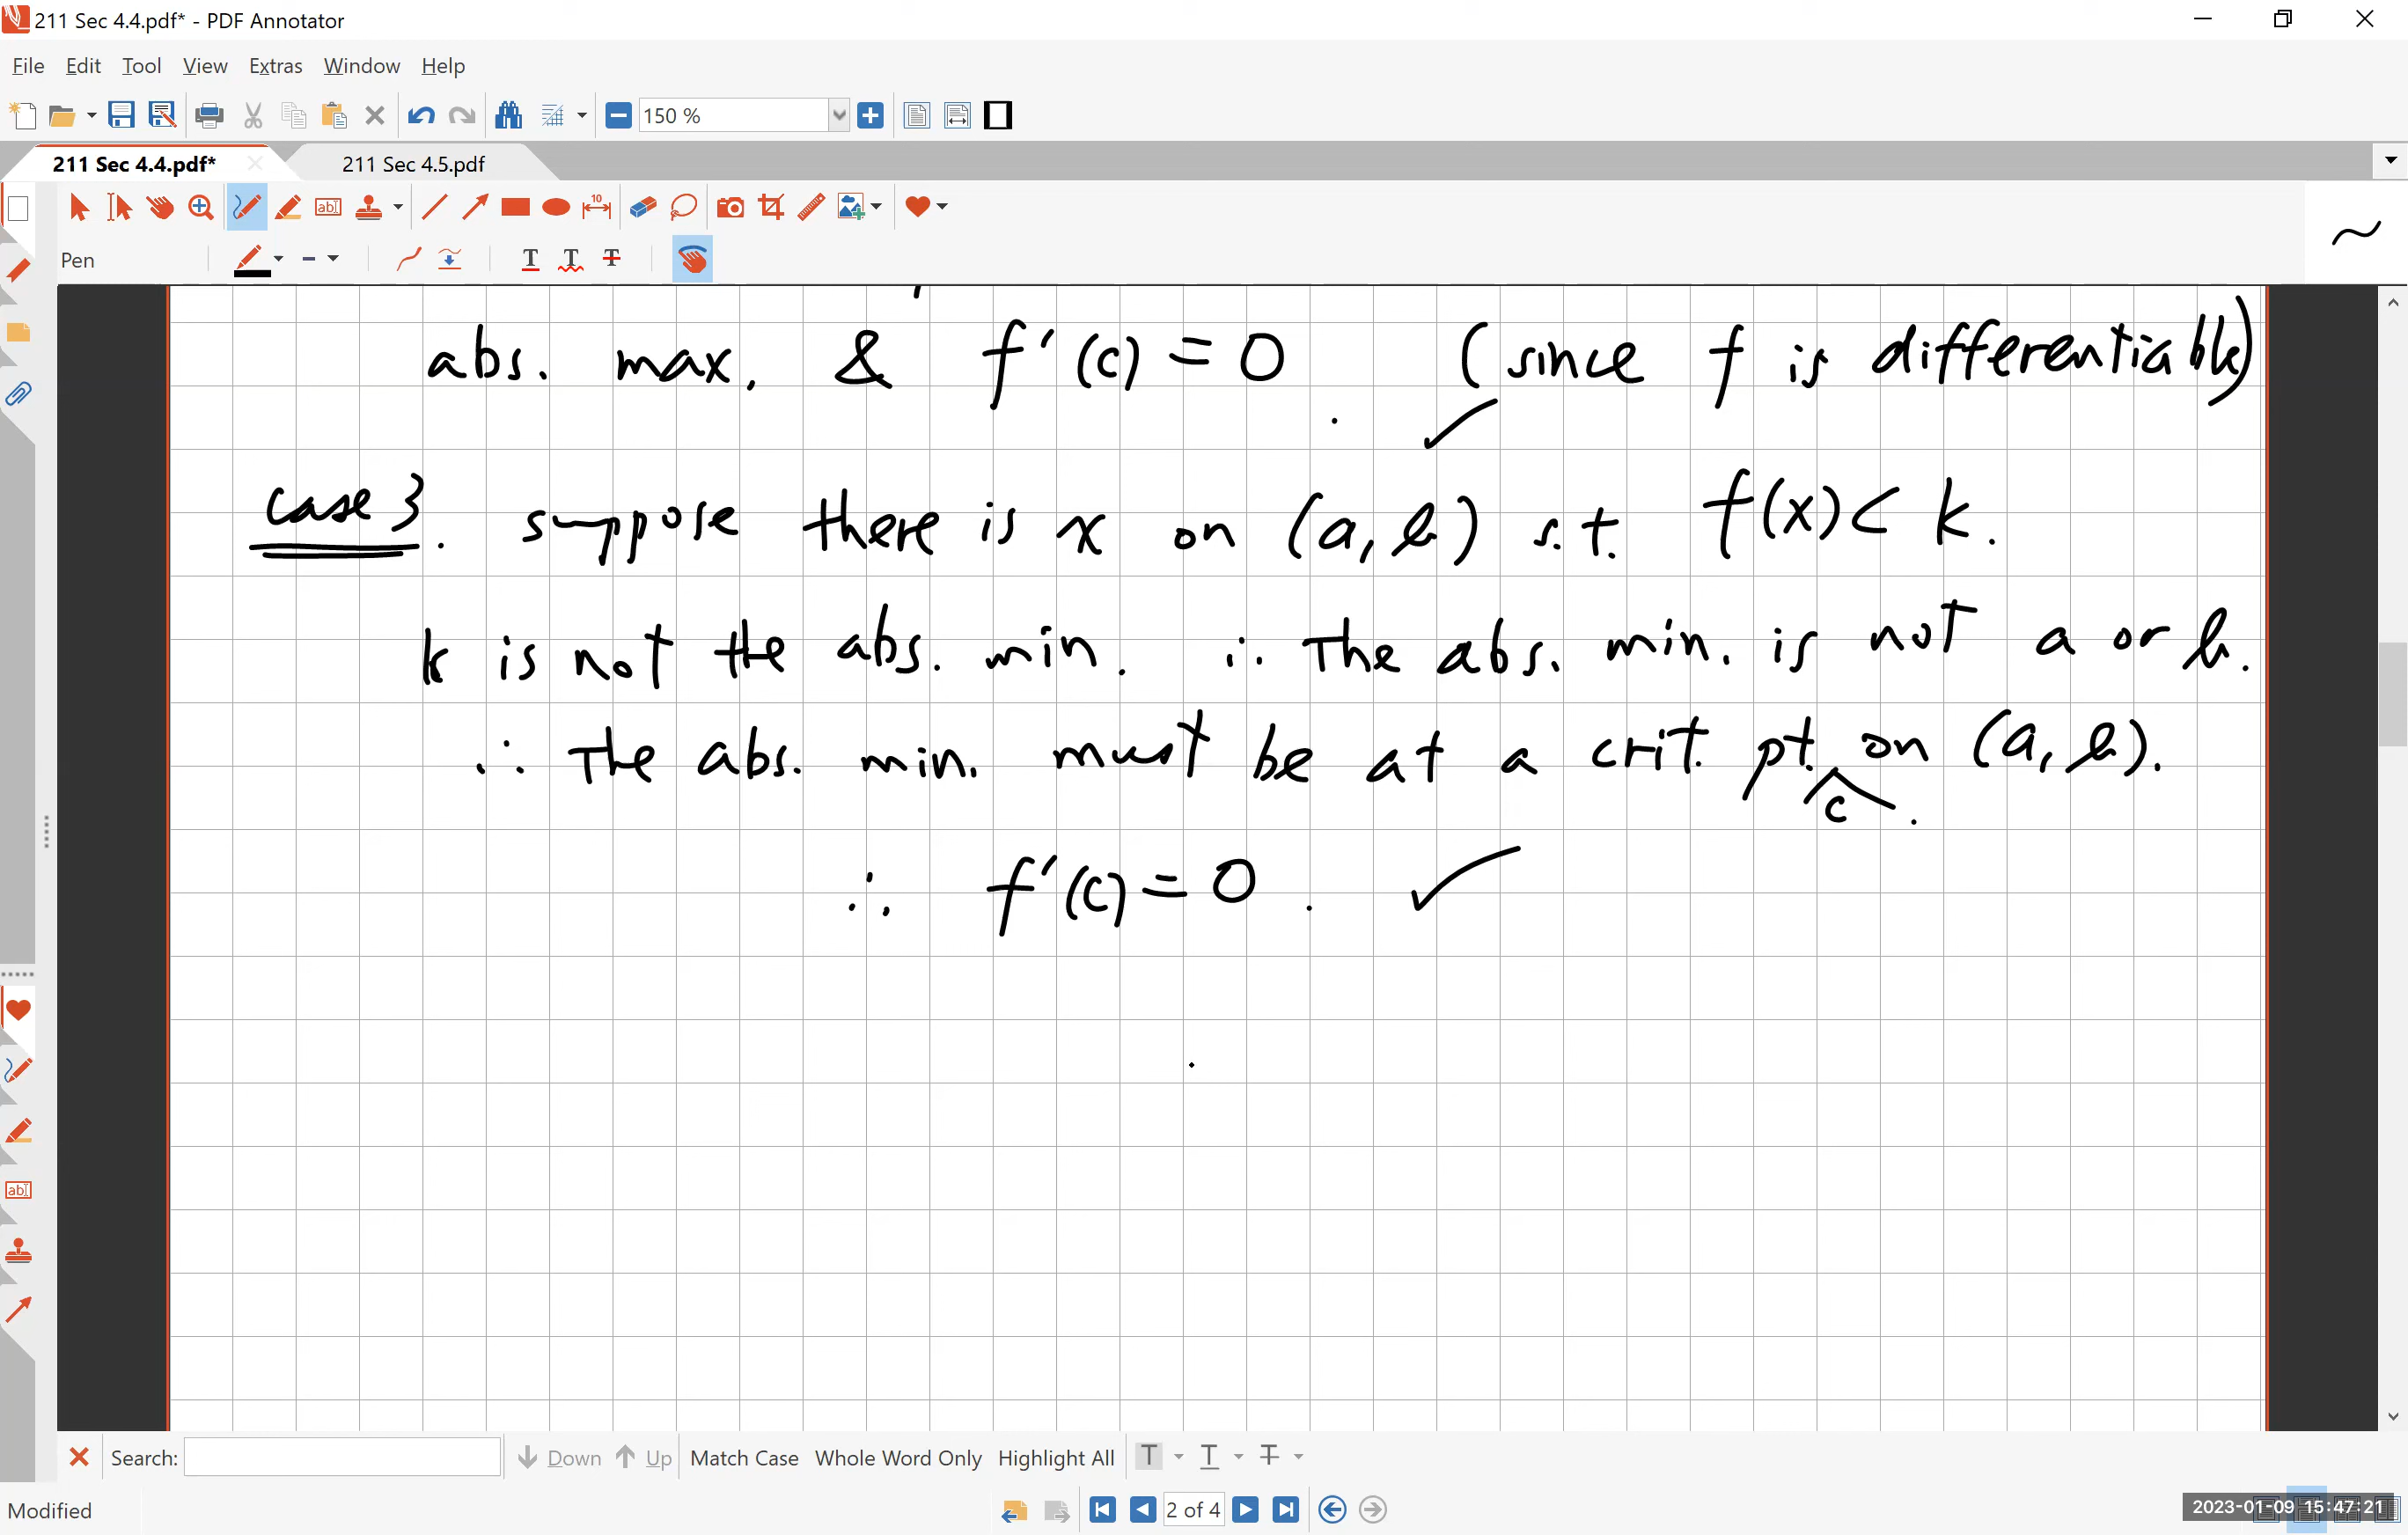 211 Sec 4.4.pdf* - PDF Annotator
File Edit Tool View Extras Window Help
150 %
211 Sec 4.4.pdf* 211 Sec 4.5.pdf
Pen
abs. max. & f'(c) = 0. (since f is differentiable)
case 3. suppose there is x on (a, b) s.t. f(x) < k.
k is not the abs. min. ∴ The abs. min. is not a or b.
∴ The abs. min. must be at a crit. pt. on (a, b).
c
∴ f'(c) = 0. ✓
Search: Down Up Match Case Whole Word Only Highlight All
Modified
2 of 4
2023-01-09 15:47:21